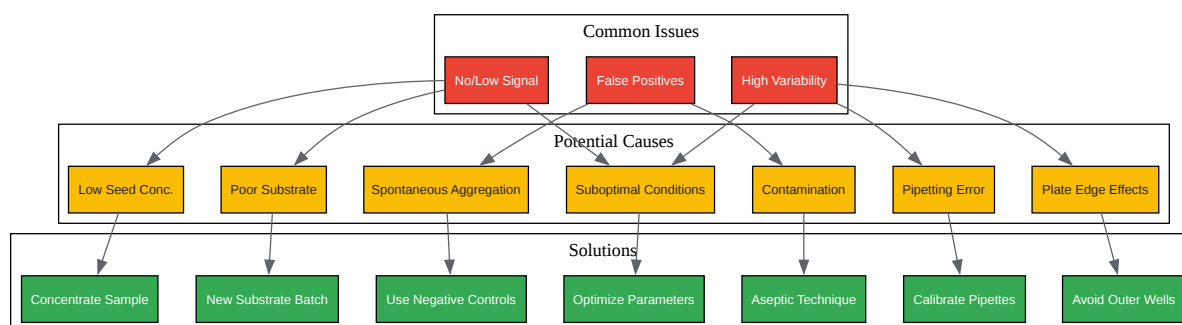 Common Issues
No/Low Signal
False Positives
High Variability
Potential Causes
Low Seed Conc.
Poor Substrate
Spontaneous Aggregation
Suboptimal Conditions
Contamination
Pipetting Error
Plate Edge Effects
Solutions
Concentrate Sample
New Substrate Batch
Use Negative Controls
Optimize Parameters
Aseptic Technique
Calibrate Pipettes
Avoid Outer Wells